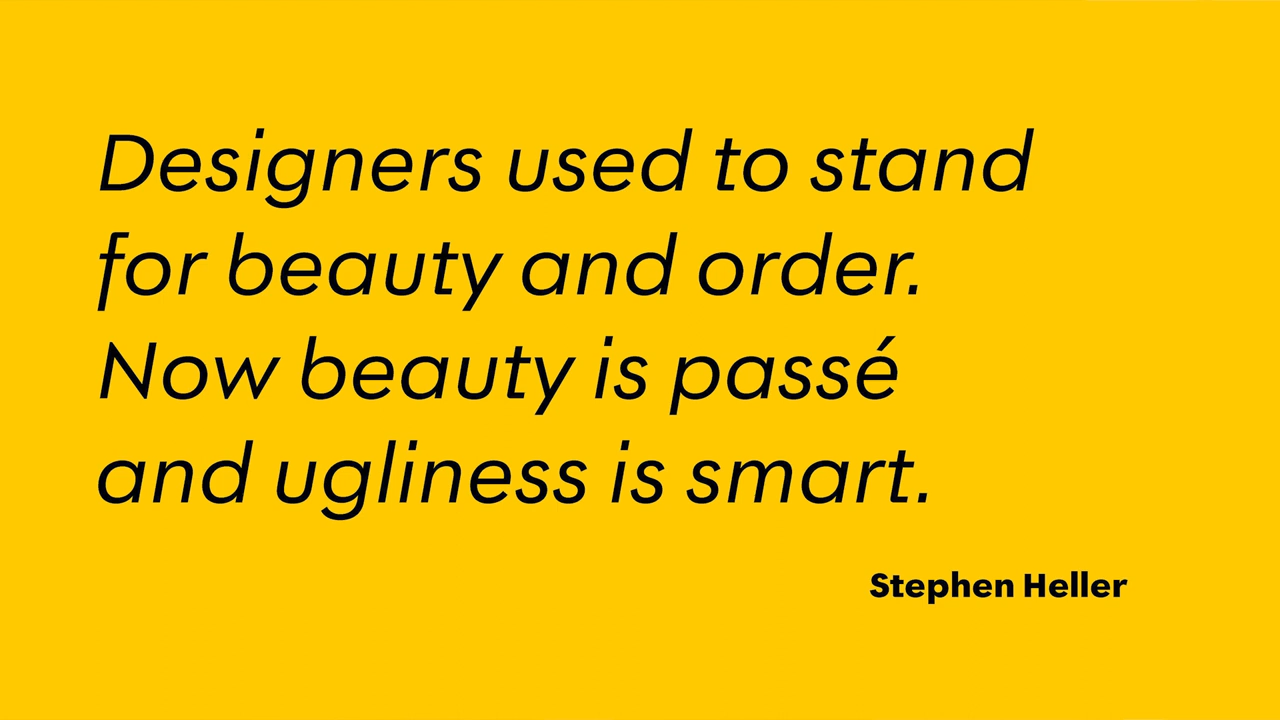 Designers used to stand
for beauty and order.
Now beauty is passé
and ugliness is smart.
Stephen Heller